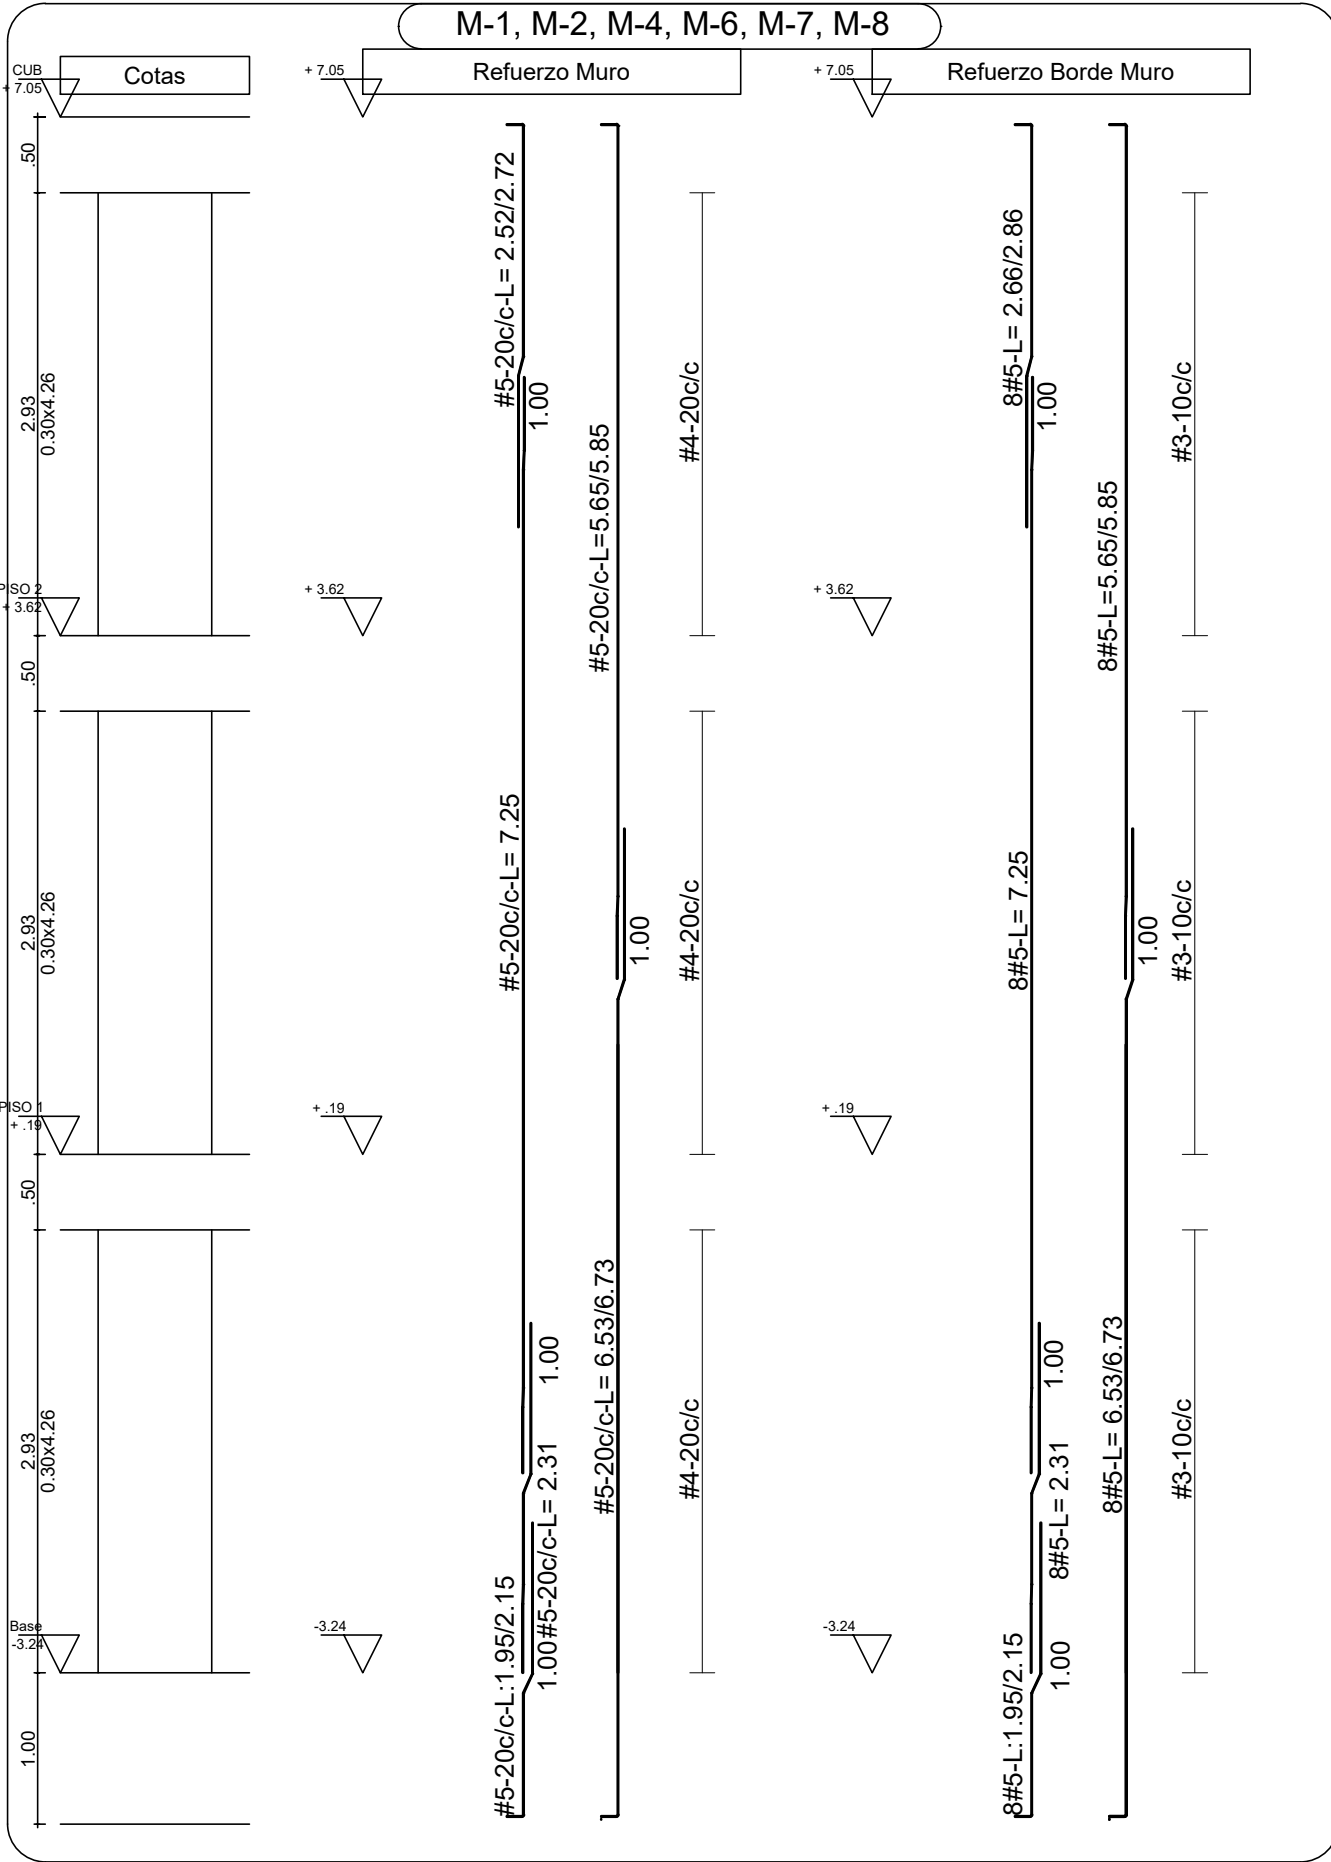 M-1, M-2, M-4, M-6, M-7, M-8
Cotas
Refuerzo Muro
Refuerzo Borde Muro
CUB
+ 7.05
+ 7.05
+ 7.05
.50
2.93
0.30x4.26
#5-20c/c-L= 2.52/2.72
1.00
#5-20c/c-L=5.65/5.85
#4-20c/c
8#5-L= 2.66/2.86
1.00
8#5-L=5.65/5.85
#3-10c/c
PISO 2
+ 3.62
+ 3.62
+ 3.62
.50
2.93
0.30x4.26
#5-20c/c-L= 7.25
1.00
#4-20c/c
8#5-L= 7.25
1.00
#3-10c/c
PISO 1
+ .19
+ .19
+ .19
.50
2.93
0.30x4.26
1.00
#5-20c/c-L= 2.31
1.00
#5-20c/c-L:1.95/2.15
#5-20c/c-L= 6.53/6.73
#4-20c/c
1.00
8#5-L= 2.31
1.00
8#5-L:1.95/2.15
8#5-L= 6.53/6.73
#3-10c/c
Base
-3.24
-3.24
-3.24
1.00